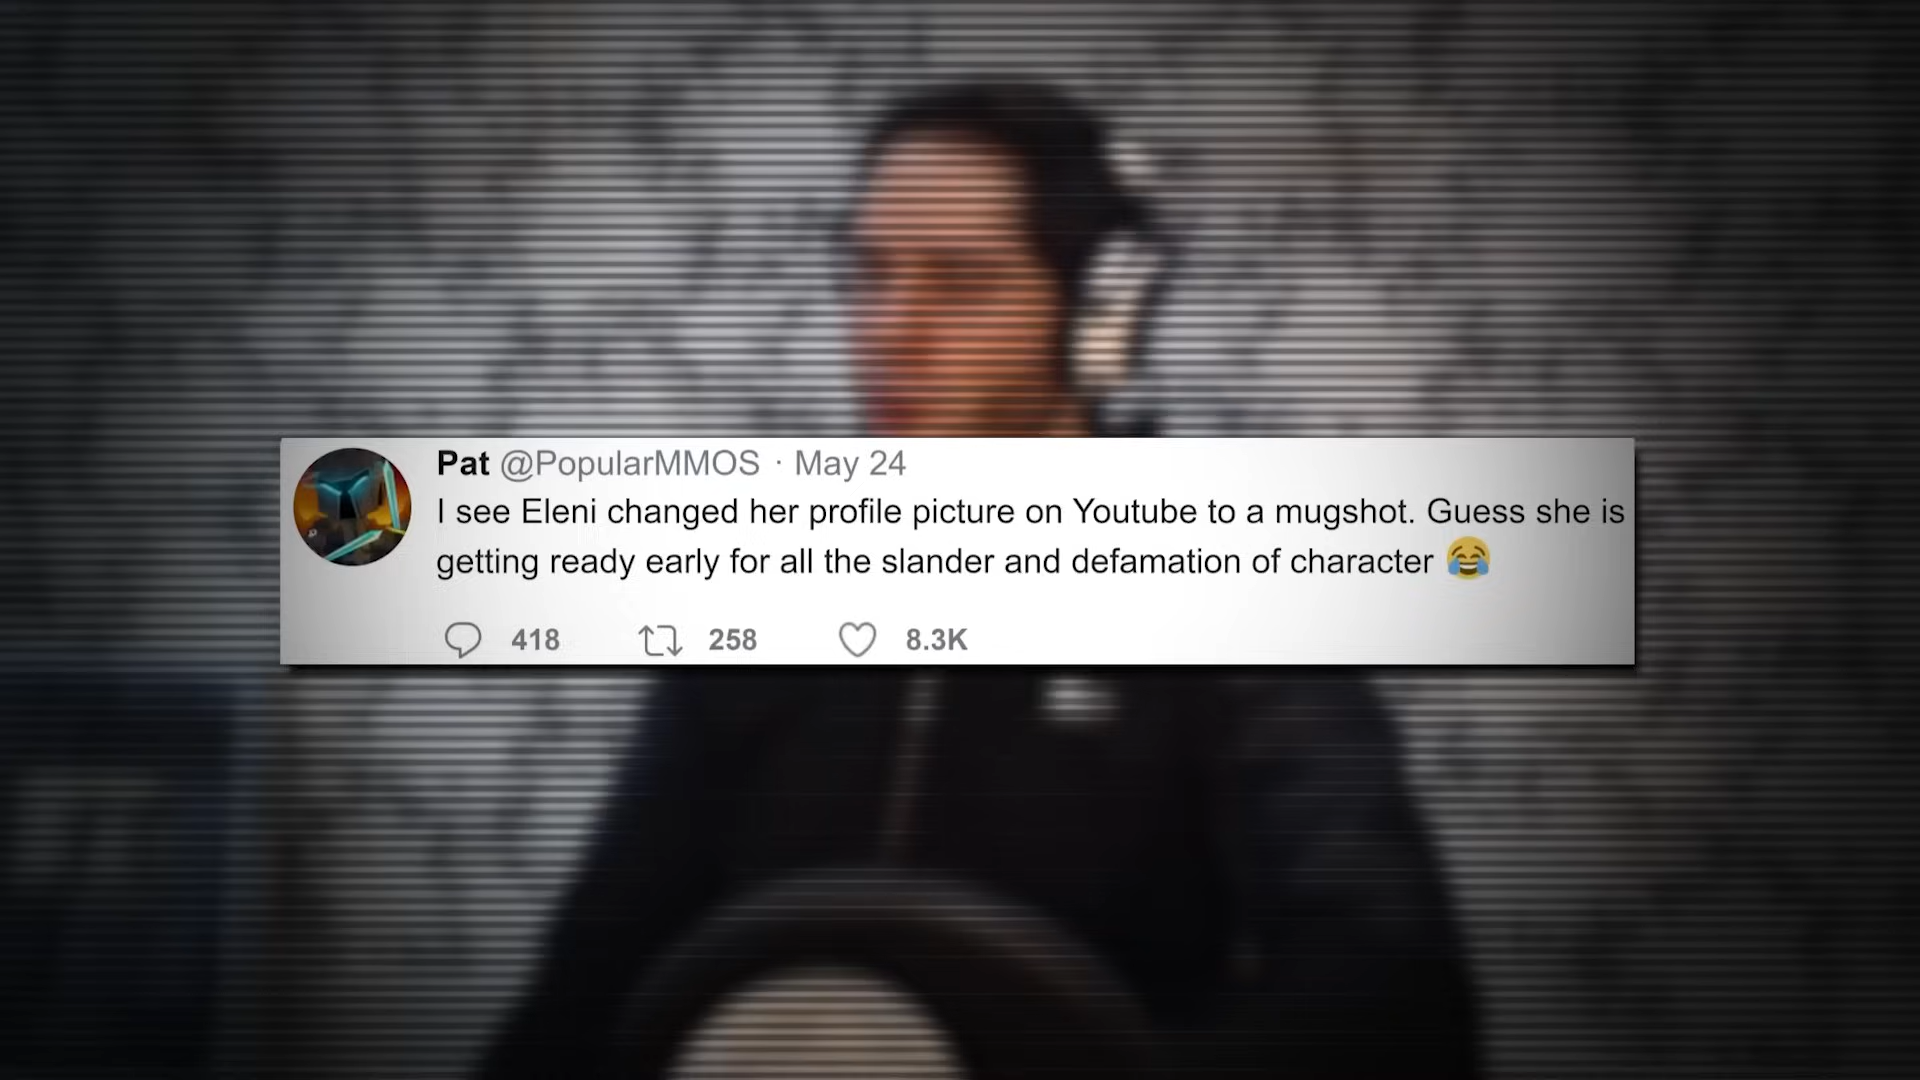 Pat @PopularMMOS · May 24
I see Eleni changed her profile picture on Youtube to a mugshot. Guess she is
getting ready early for all the slander and defamation of character 😂
418 258 8.3K